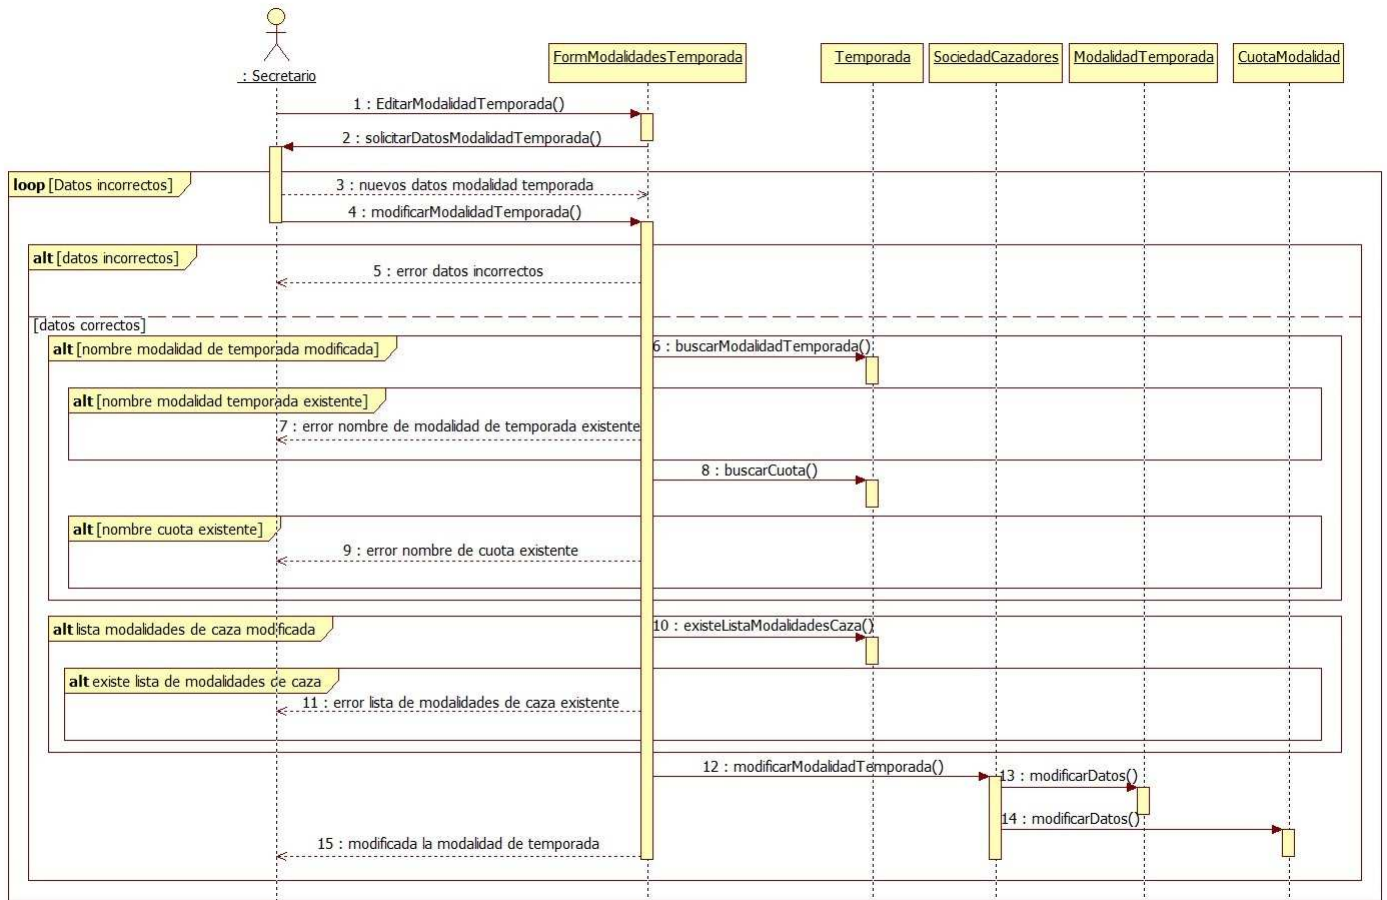 : Secretario
FormModalidadesTemporada
Temporada
SociedadCazadores
ModalidadTemporada
CuotaModalidad
1 : EditarModalidadTemporada()
2 : solicitarDatosModalidadTemporada()
loop [Datos incorrectos]
3 : nuevos datos modalidad temporada
4 : modificarModalidadTemporada()
alt [datos incorrectos]
5 : error datos incorrectos
[datos correctos]
alt [nombre modalidad de temporada modificada]
6 : buscarModalidadTemporada()
alt [nombre modalidad temporada existente]
7 : error nombre de modalidad de temporada existente
8 : buscarCuota()
alt [nombre cuota existente]
9 : error nombre de cuota existente
alt lista modalidades de caza modificada
10 : existeListaModalidadesCaza()
alt existe lista de modalidades de caza
11 : error lista de modalidades de caza existente
12 : modificarModalidadTemporada()
13 : modificarDatos()
14 : modificarDatos()
15 : modificada la modalidad de temporada